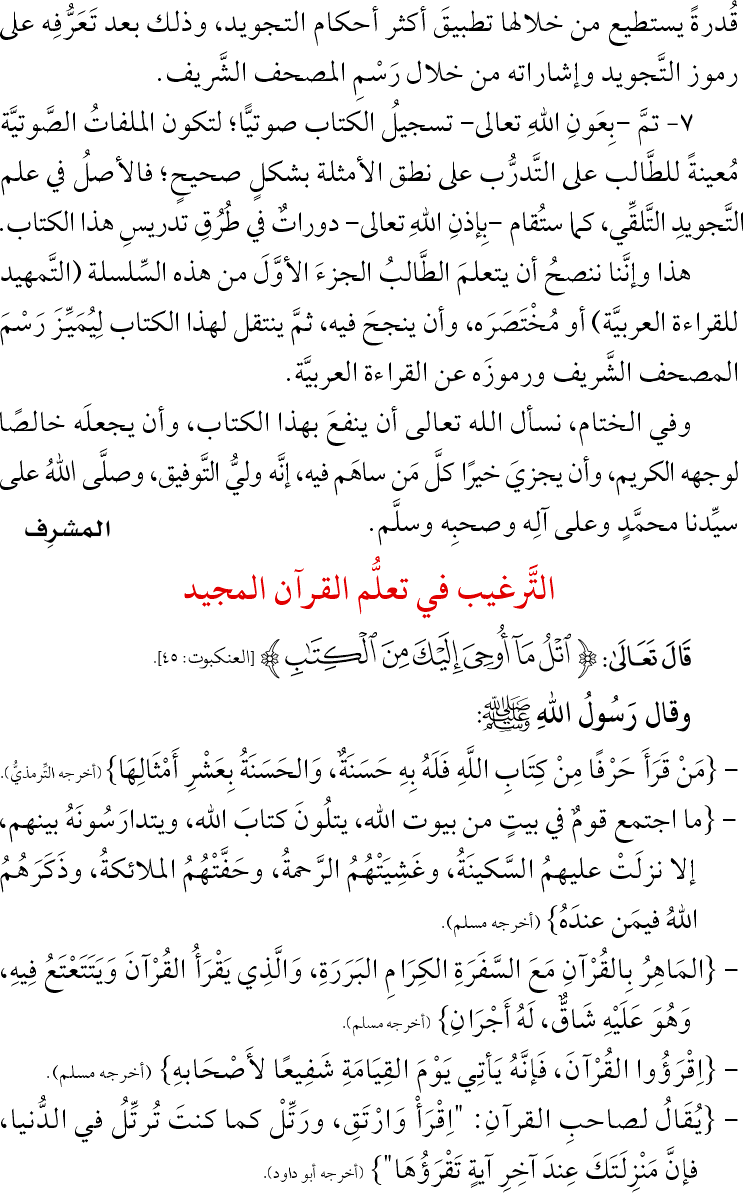 قُدرةً يستطيع من خلالها تطبيقَ أكثر أحكام التجويد، وذلك بعد تَعَرُّفِه على
رموز التَّجويد وإشاراته من خلال رَسْمِ المصحف الشَّريف.
٧- تمَّ –بِعَونِ اللهِ تعالى– تسجيلُ الكتاب صوتيًّا؛ لتكون الملفاتُ الصَّوتيَّة
مُعينةً للطَّالب على التَّدرُّب على نطق الأمثلة بشكلٍ صحيحٍ؛ فالأصلُ في علم
التَّجويدِ التَّلقِّي، كما ستُقام –بِإذنِ اللهِ تعالى– دوراتٌ في طُرُقِ تدريسِ هذا الكتاب.
هذا وإنَّنا ننصحُ أن يتعلمَ الطَّالبُ الجزءَ الأوَّلَ من هذه السِّلسلة (التَّمهيد
للقراءة العربيَّة) أو مُخْتَصَرَه، وأن ينجحَ فيه، ثمَّ ينتقل لهذا الكتاب لِيُمَيِّزَ رَسْمَ
المصحف الشَّريف ورموزَه عن القراءة العربيَّة.
وفي الختام، نسأل الله تعالى أن ينفعَ بهذا الكتاب، وأن يجعلَه خالصًا
لوجهه الكريم، وأن يجزيَ خيرًا كلَّ مَن ساهَم فيه، إنَّه وليُّ التَّوفيق، وصلَّى اللهُ على
سيِّدنا محمَّدٍ وعلى آلِه وصحبِه وسلَّم. المشرِف
التَّرغيب في تعلُّم القرآن المجيد
قَالَ تَعَالَىٰ: ﴿ ٱتۡلُ مَآ أُوحِيَ إِلَيۡكَ مِنَ ٱلۡكِتَٰبِ ﴾ [العنكبوت: ٤٥].
وقال رَسُولُ اللهِ ﷺ:
– {مَنْ قَرَأَ حَرْفًا مِنْ كِتَابِ اللَّهِ فَلَهُ بِهِ حَسَنَةٌ، وَالحَسَنَةُ بِعَشْرِ أَمْثَالِهَا} (أخرجه التِّرمذيُّ).
– {ما اجتمع قومٌ في بيتٍ من بيوت الله، يتلُونَ كتابَ الله، ويتدارَسُونَهُ بينهم،
إلا نزلَتْ عليهمُ السَّكينَةُ، وغَشِيَتْهُمُ الرَّحمةُ، وحَفَّتْهُمُ الملائكةُ، وذَكَرَهُمُ
اللهُ فيمَن عندَهُ} (أخرجه مسلم).
– {المَاهِرُ بِالقُرْآنِ مَعَ السَّفَرَةِ الكِرَامِ البَرَرَةِ، وَالَّذِي يَقْرَأُ القُرْآنَ وَيَتَتَعْتَعُ فِيهِ،
وَهُوَ عَلَيْهِ شَاقٌّ، لَهُ أَجْرَانِ} (أخرجه مسلم).
– {اِقْرَؤُوا القُرْآنَ، فَإِنَّهُ يَأتِي يَوْمَ القِيَامَةِ شَفِيعًا لأَصْحَابِهِ} (أخرجه مسلم).
– {يُقَالُ لصاحبِ القرآنِ: "اِقْرَأْ وَارْتَقِ، ورَتِّلْ كما كنتَ تُرتِّلُ في الدُّنيا،
فإنَّ مَنْزِلَتَكَ عِندَ آخِرِ آيةٍ تَقْرَؤُهَا"} (أخرجه أبو داود).